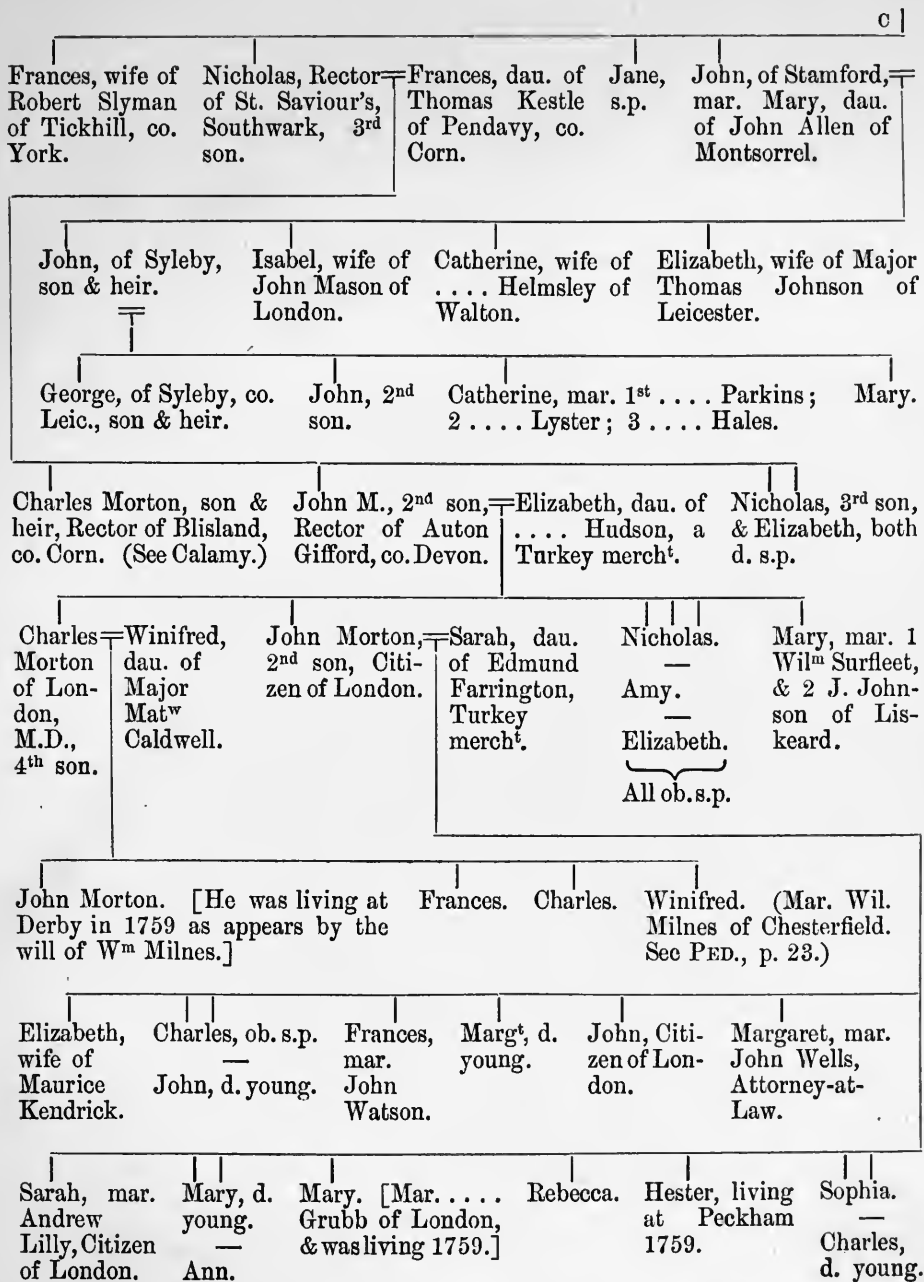 C
Frances, wife of
Robert Slyman
of Tickhill, co.
York.
Nicholas, Rector
of St. Saviour's,
Southwark, 3rd
son.
Frances, dau. of
Thomas Kestle
of Pendavy, co.
Corn.
Jane,
s.p.
John, of Stamford,
mar. Mary, dau.
of John Allen of
Montsorrel.
John, of Syleby,
son & heir.
Isabel, wife of
John Mason of
London.
Catherine, wife of
.... Helmsley of
Walton.
Elizabeth, wife of Major
Thomas Johnson of
Leicester.
George, of Syleby, co.
Leic., son & heir.
John, 2nd
son.
Catherine, mar. 1st .... Parkins;
2 .... Lyster; 3 .... Hales.
Mary.
Charles Morton, son &
heir, Rector of Blisland,
co. Corn. (See Calamy.)
John M., 2nd son,
Rector of Auton
Gifford, co. Devon.
Elizabeth, dau. of
.... Hudson, a
Turkey mercht.
Nicholas, 3rd son,
& Elizabeth, both
d. s.p.
Charles
Morton
of Lon-
don,
M.D.,
4th son.
Winifred,
dau. of
Major
Matw
Caldwell.
John Morton,
2nd son, Citi-
zen of London.
Sarah, dau.
of Edmund
Farrington,
Turkey
mercht.
Nicholas.
—
Amy.
—
Elizabeth.
All ob. s.p.
Mary, mar. 1
Wilm Surfleet,
& 2 J. John-
son of Lis-
keard.
John Morton. [He was living at
Derby in 1759 as appears by the
will of Wm Milnes.]
Frances.
Charles.
Winifred. (Mar. Wil.
Milnes of Chesterfield.
See PED., p. 23.)
Elizabeth,
wife of
Maurice
Kendrick.
Charles, ob. s.p.
—
John, d. young.
Frances,
mar.
John
Watson.
Margt, d.
young.
John, Citi-
zen of Lon-
don.
Margaret, mar.
John Wells,
Attorney-at-
Law.
Sarah, mar.
Andrew
Lilly, Citizen
of London.
Mary, d.
young.
—
Ann.
Mary. [Mar. .....
Grubb of London,
& was living 1759.]
Rebecca.
Hester, living
at Peckham
1759.
Sophia.
—
Charles,
d. young.